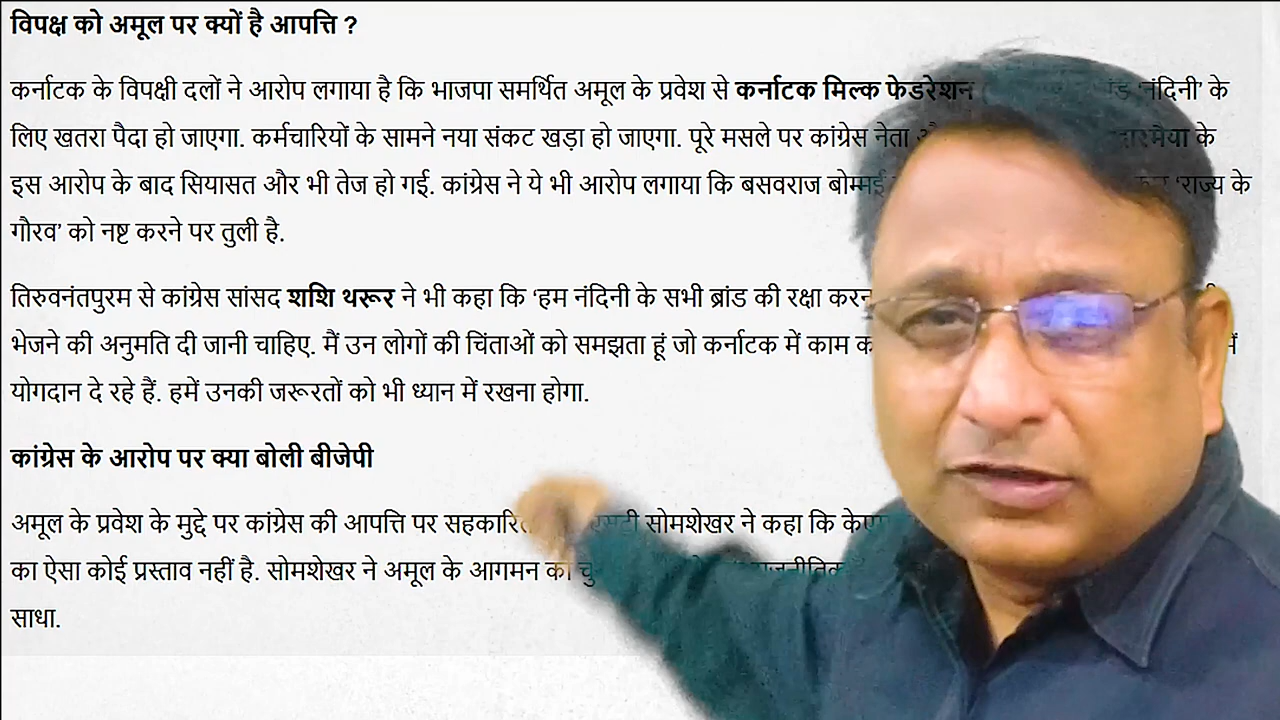 विपक्ष को अमूल पर क्यों है आपत्ति ?
कर्नाटक के विपक्षी दलों ने आरोप लगाया है कि भाजपा समर्थित अमूल के प्रवेश से कर्नाटक मिल्क फेडरेशन नंदिनी’ के
लिए खतरा पैदा हो जाएगा. कर्मचारियों के सामने नया संकट खड़ा हो जाएगा. पूरे मसले पर कांग्रेस नेता के
इस आरोप के बाद सियासत और भी तेज हो गई. कांग्रेस ने ये भी आरोप लगाया कि बसवराज बोम्मई ‘राज्य के
गौरव’ को नष्ट करने पर तुली है.
तिरुवनंतपुरम से कांग्रेस सांसद शशि थरूर ने भी कहा कि ‘हम नंदिनी के सभी ब्रांड की रक्षा
भेजने की अनुमति दी जानी चाहिए. मैं उन लोगों की चिंताओं को समझता हूं जो कर्नाटक में काम
योगदान दे रहे हैं. हमें उनकी जरूरतों को भी ध्यान में रखना होगा.
कांग्रेस के आरोप पर क्या बोली बीजेपी
अमूल के प्रवेश के मुद्दे पर कांग्रेस की आपत्ति पर सोमशेखर ने कहा कि
का ऐसा कोई प्रस्ताव नहीं है. सोमशेखर ने अमूल के आगमन
साधा.